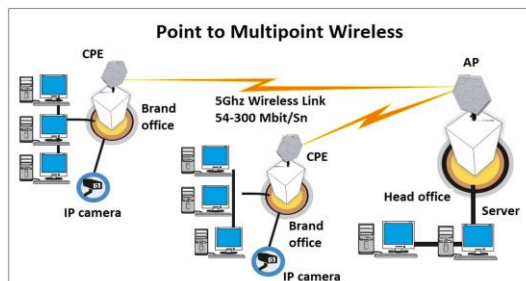 Point to Multipoint Wireless
CPE
AP
5Ghz Wireless Link
54-300 Mbit/Sn
Brand
office
CPE
IP camera
Head office
Server
Brand
office
IP camera